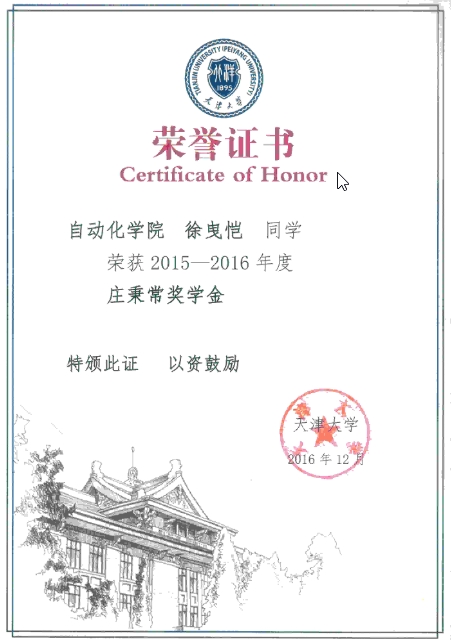 TIANJIN UNIVERSITY (PEIYANG UNIVERSITY)
北洋
1895
天津大学
荣誉证书
Certificate of Honor
自动化学院 徐曳恺 同学
荣获 2015—2016 年度
庄秉常奖学金
特颁此证 以资鼓励
天津大学
2016 年 12 月